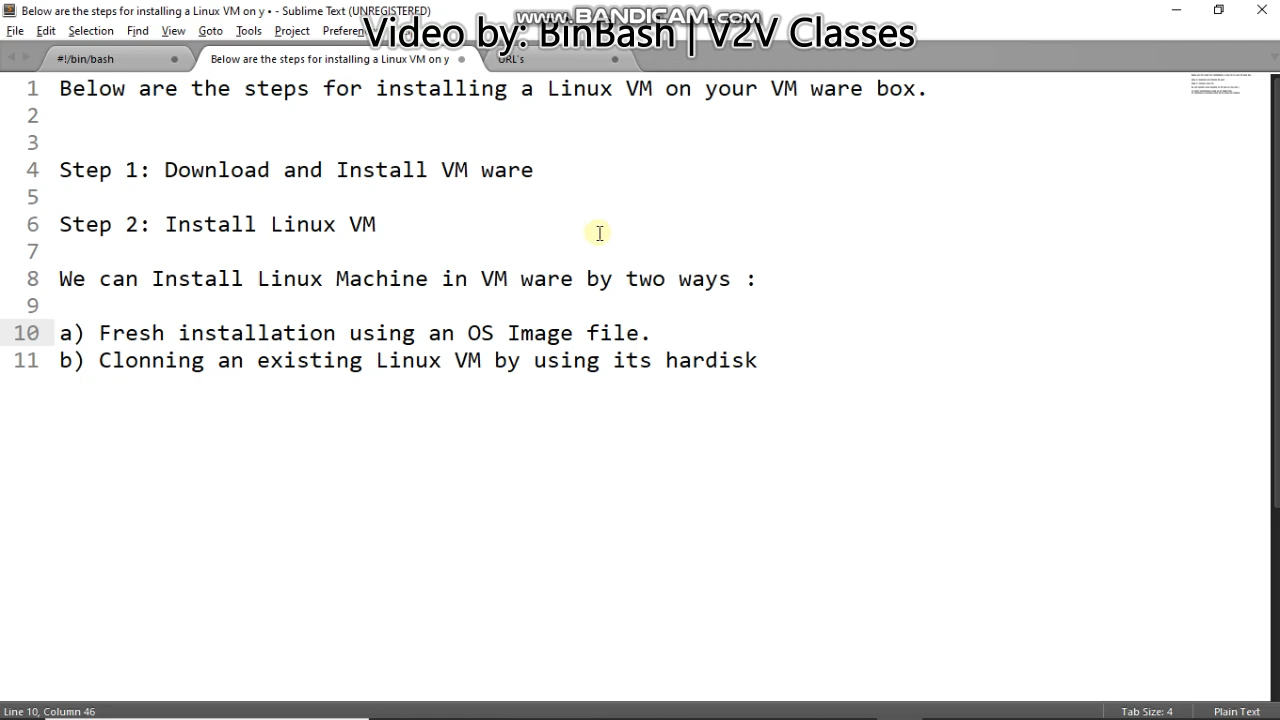 Below are the steps for installing a Linux VM on y • - Sublime Text (UNREGISTERED)
www.BANDICAM.com
File Edit Selection Find View Goto Tools Project
Video by: BinBash | V2V Classes
#!/bin/bash
Below are the steps for installing a Linux VM on y
URL's
1 Below are the steps for installing a Linux VM on your VM ware box.
2
3
4 Step 1: Download and Install VM ware
5
6 Step 2: Install Linux VM
7
8 We can Install Linux Machine in VM ware by two ways :
9
10 a) Fresh installation using an OS Image file.
11 b) Clonning an existing Linux VM by using its hardisk
Line 10, Column 46
Tab Size: 4
Plain Text